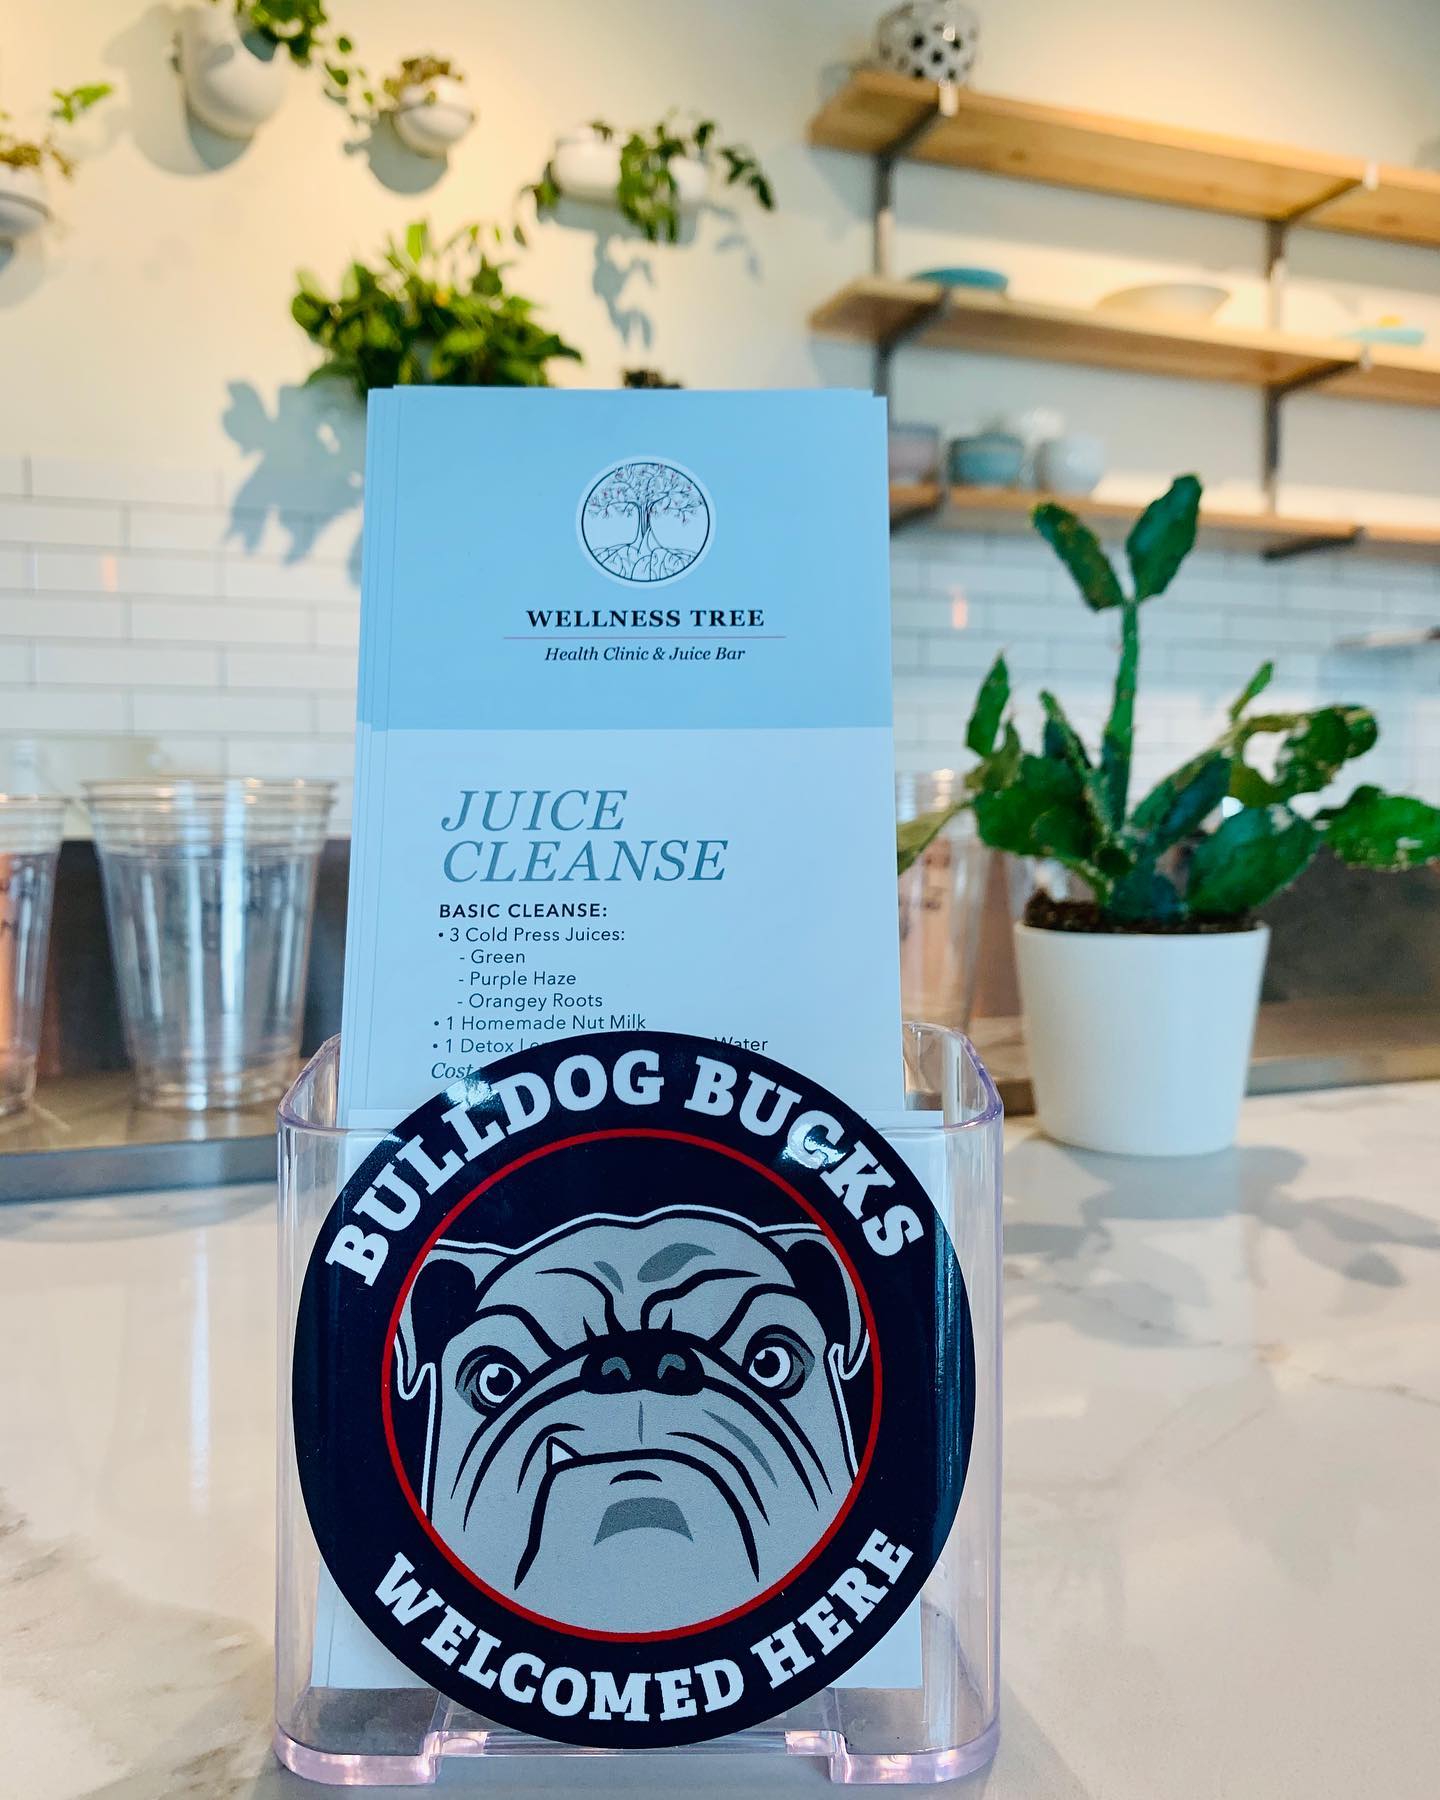 WELLNESS TREE
Health Clinic & Juice Bar
JUICE
CLEANSE
BASIC CLEANSE:
• 3 Cold Press Juices:
- Green
- Purple Haze
- Orangey Roots
• 1 Homemade Nut Milk
• 1 Detox Water
Cost
BULLDOG BUCKS
WELCOMED HERE